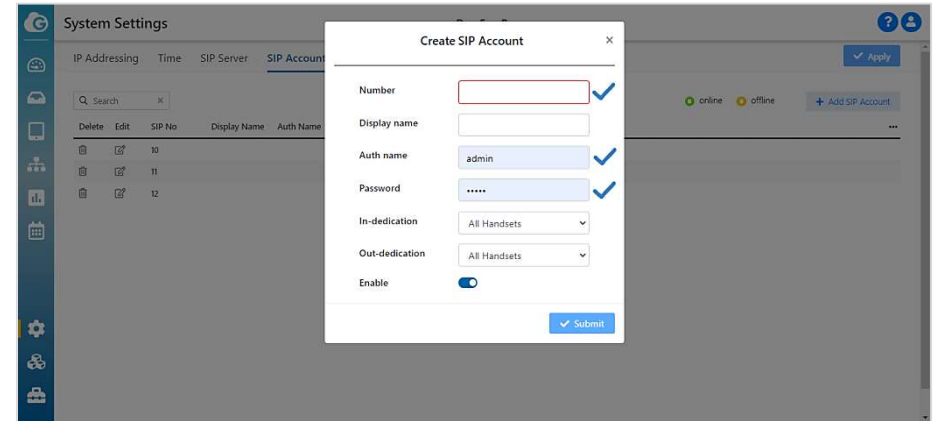 System Settings
Create SIP Account ×
IP Addressing Time SIP Server SIP Account
Apply
Search ×
online offline + Add SIP Account
Delete Edit SIP No Display Name Auth Name
10
11
12
Number
Display name
Auth name admin
Password •••••
In-dedication All Handsets
Out-dedication All Handsets
Enable
Submit